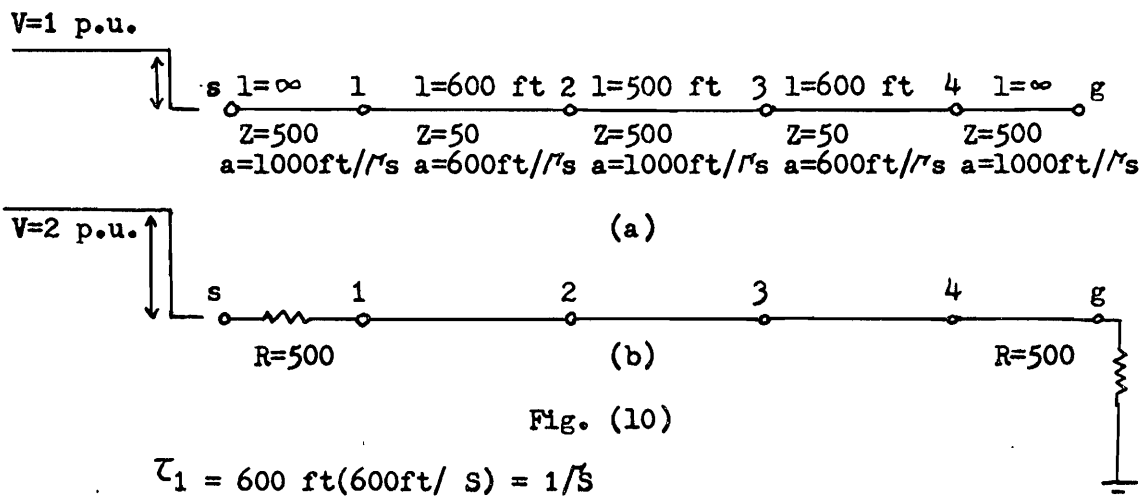 V=1 p.u.
s l=∞ 1 l=600 ft 2 l=500 ft 3 l=600 ft 4 l=∞ g
Z=500 Z=50 Z=500 Z=50 Z=500
a=1000ft/μs a=600ft/μs a=1000ft/μs a=600ft/μs a=1000ft/μs
(a)
V=2 p.u.
s 1 2 3 4 g
R=500 (b) R=500
Fig. (10)
τ1 = 600 ft(600ft/ S) = 1/μS